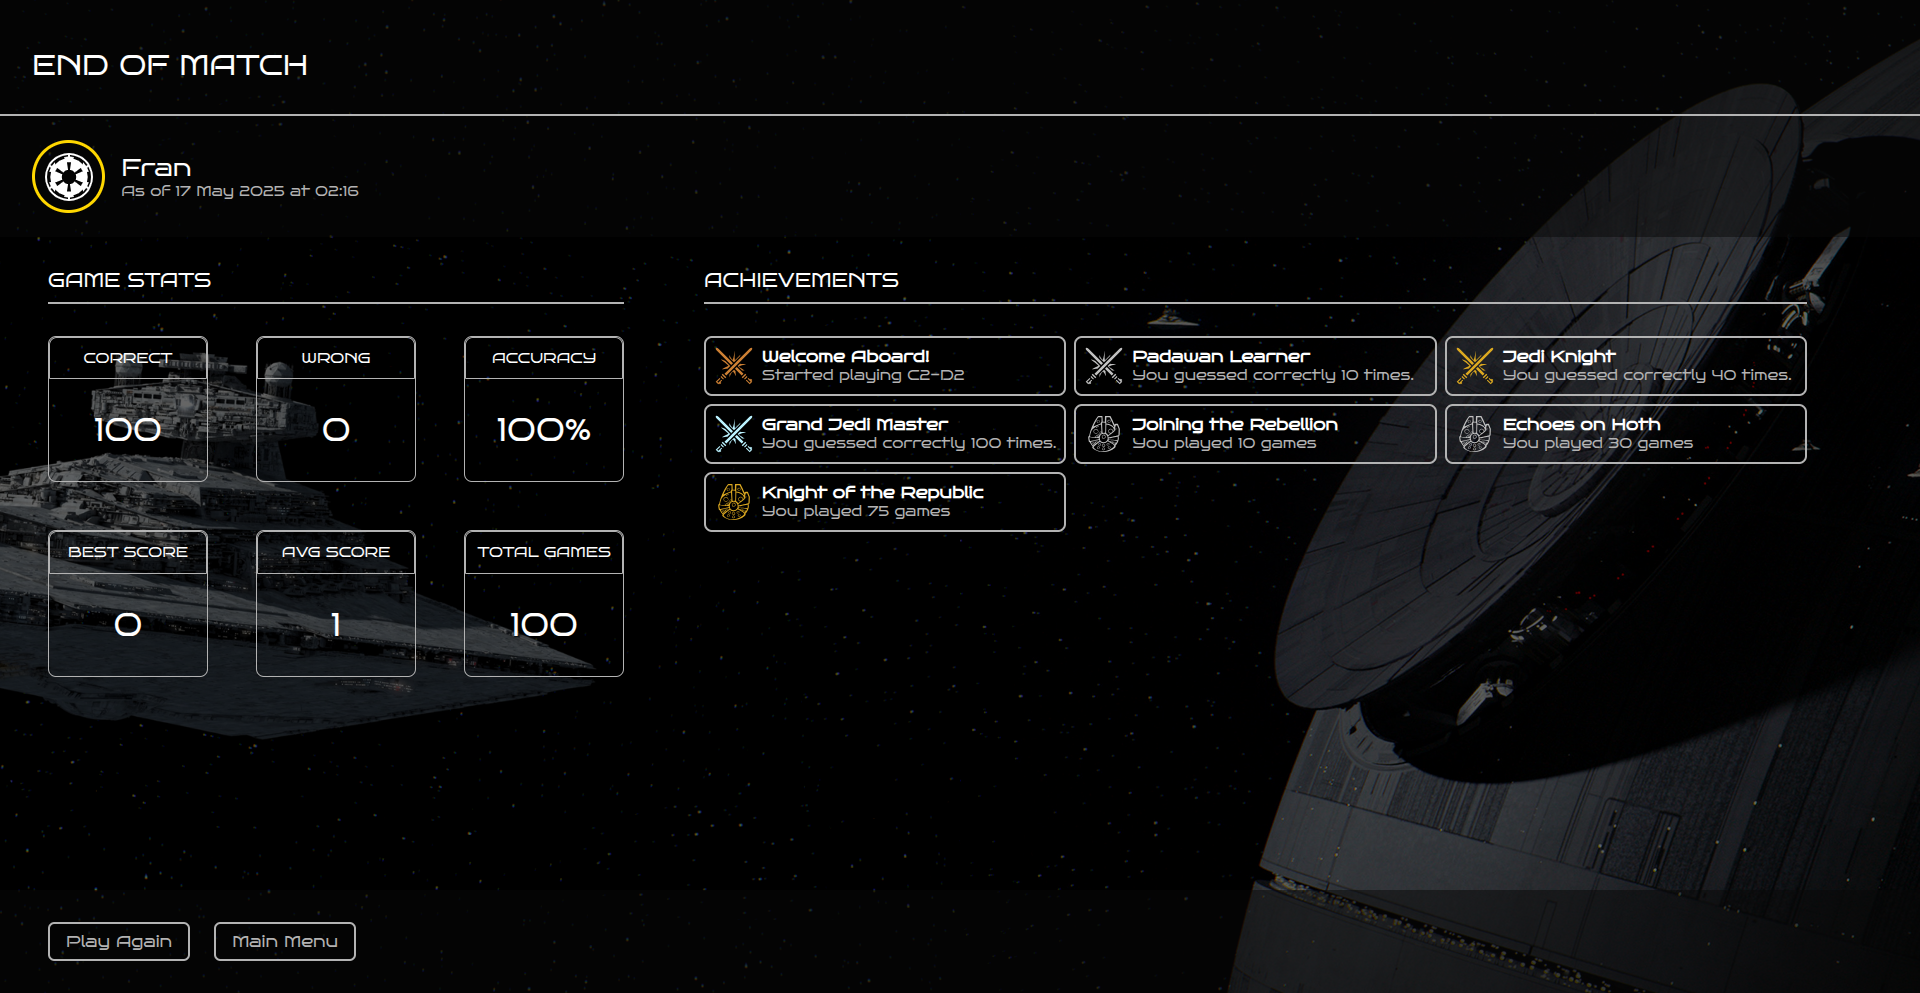 END OF MATCH
Fran
As of 17 May 2025 at 02:16
GAME STATS
CORRECT
100
WRONG
0
ACCURACY
100%
BEST SCORE
0
AVG SCORE
1
TOTAL GAMES
100
ACHIEVEMENTS
Welcome Aboard!
Started playing C2-D2
Padawan Learner
You guessed correctly 10 times.
Jedi Knight
You guessed correctly 40 times.
Grand Jedi Master
You guessed correctly 100 times.
Joining the Rebellion
You played 10 games
Echoes on Hoth
You played 30 games
Knight of the Republic
You played 75 games
Play Again
Main Menu